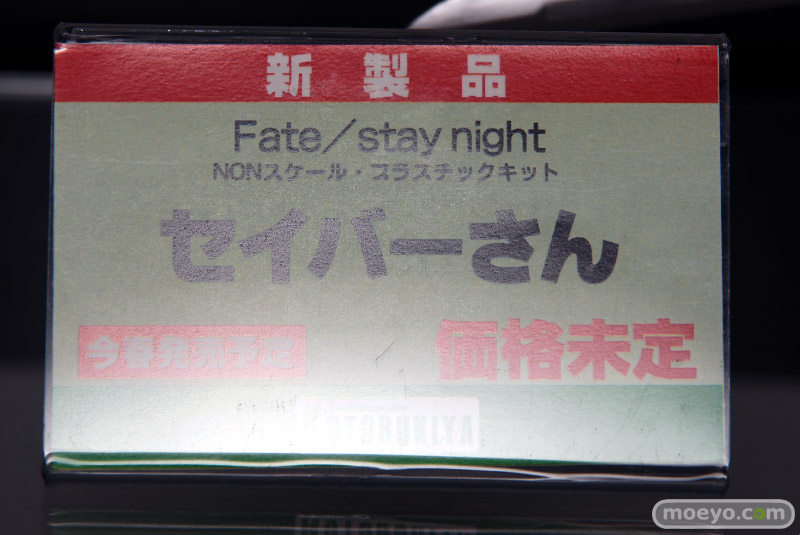 新製品
Fate/stay night
NONスケール・プラスチックキット
セイバーさん
今春発売予定
価格未定
KOTOBUKIYA
moeyo.com